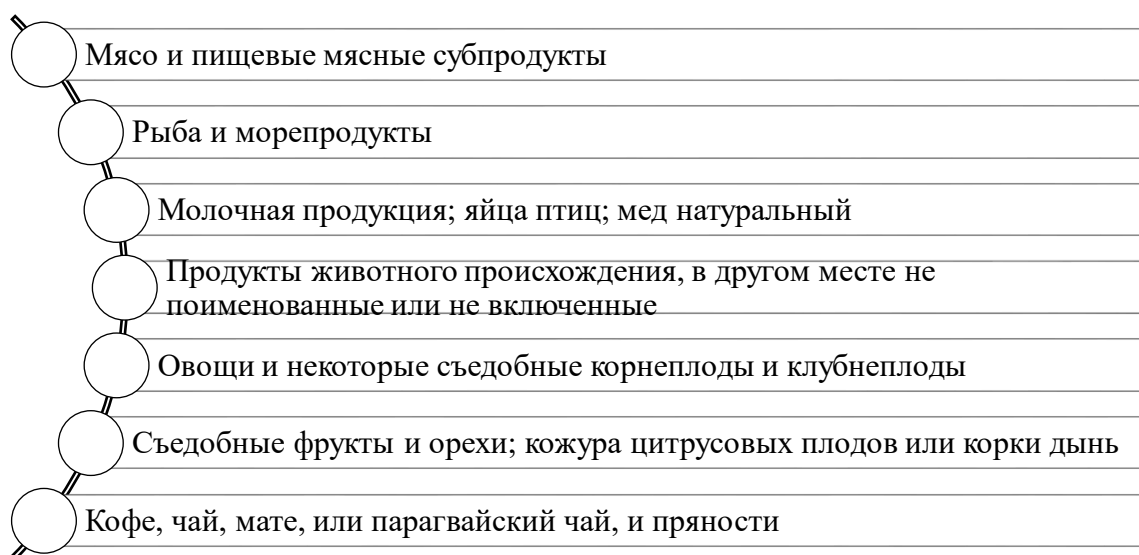 Мясо и пищевые мясные субпродукты
Рыба и морепродукты
Молочная продукция; яйца птиц; мед натуральный
Продукты животного происхождения, в другом месте не
поименованные или не включенные
Овощи и некоторые съедобные корнеплоды и клубнеплоды
Съедобные фрукты и орехи; кожура цитрусовых плодов или корки дынь
Кофе, чай, мате, или парагвайский чай, и пряности